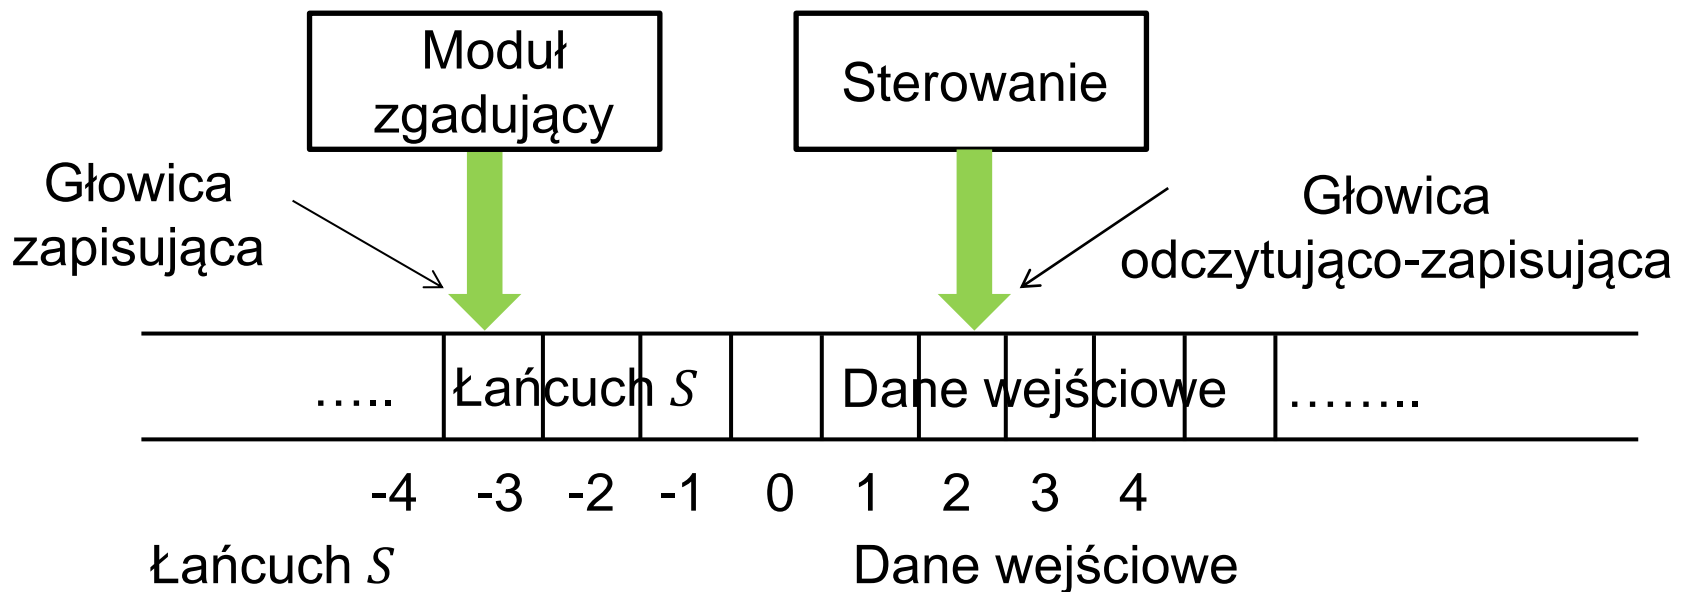 Moduł
zgadujący
Sterowanie
Głowica
zapisująca
Głowica
odczytująco-zapisująca
..... Łańcuch S Dane wejściowe ........
-4 -3 -2 -1 0 1 2 3 4
Łańcuch S Dane wejściowe